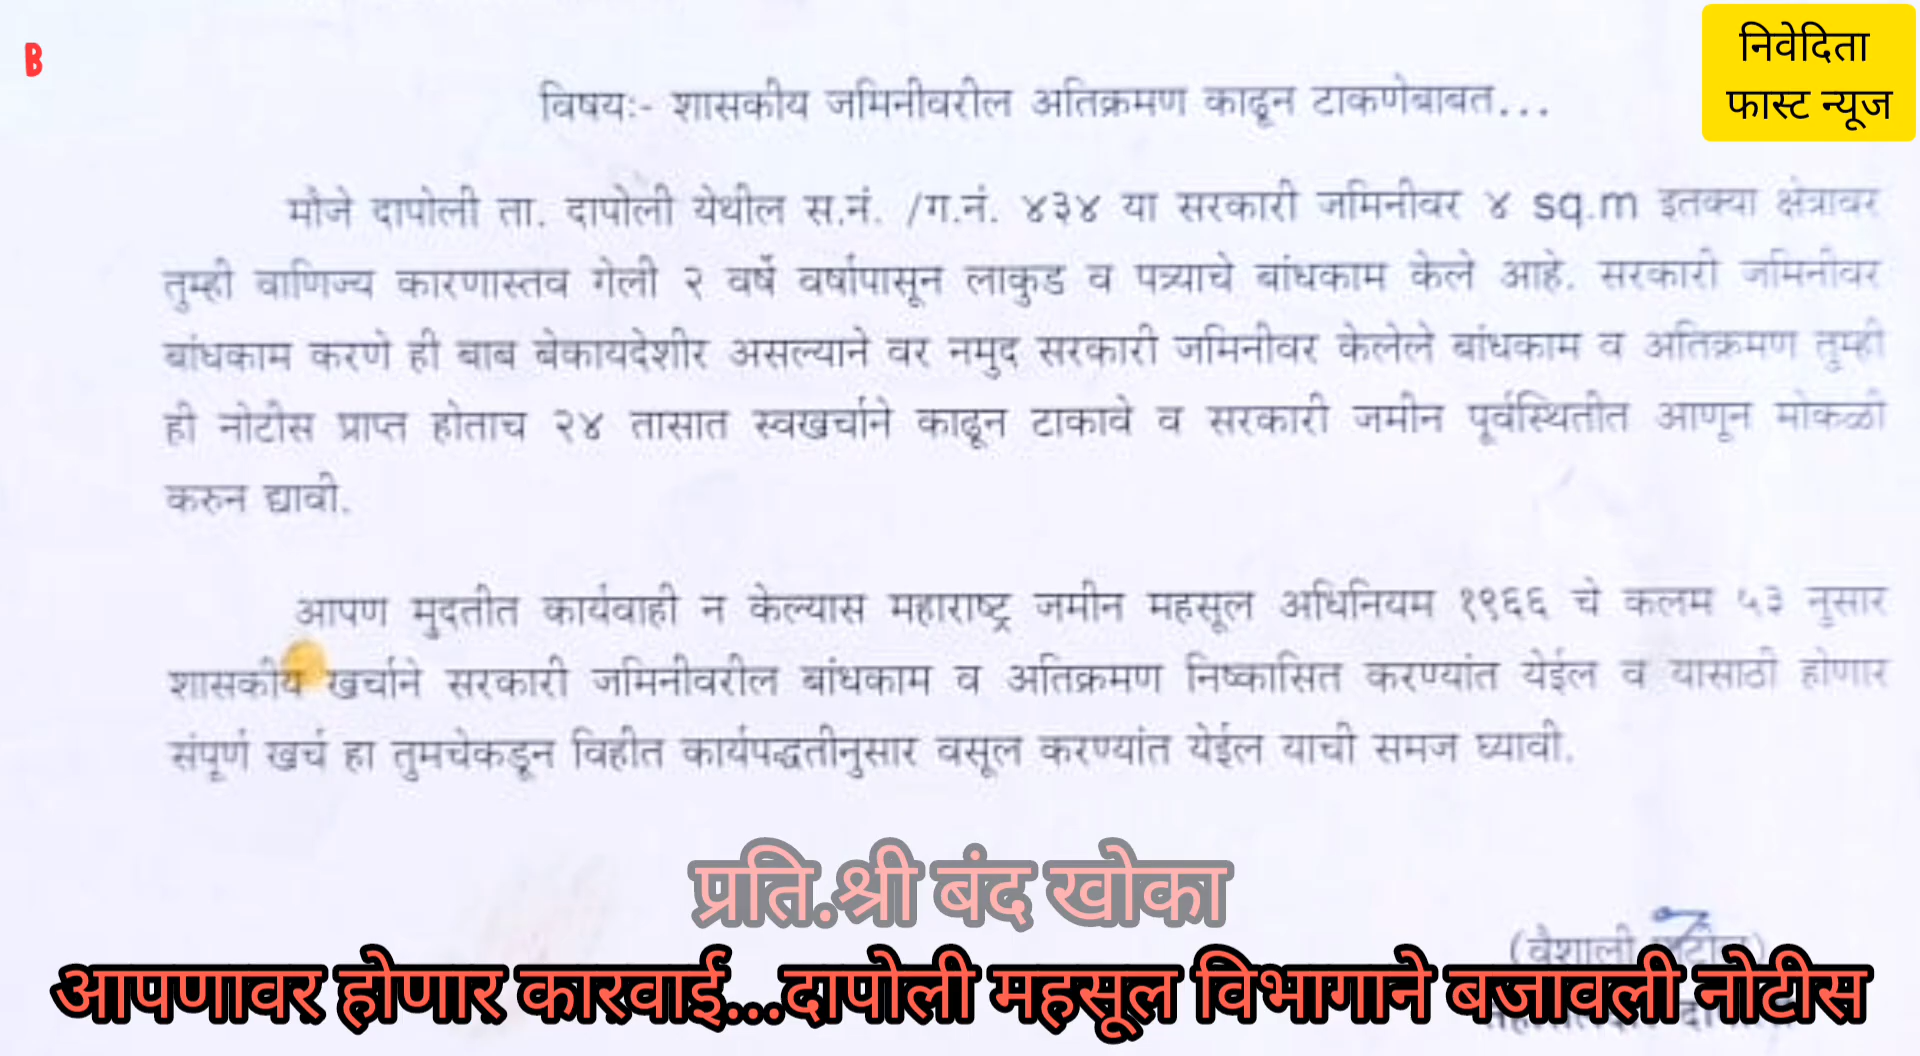 B
निवेदिता
फास्ट न्यूज
विषयः- शासकीय जमिनीवरील अतिक्रमण काढून टाकणेबाबत...
मौजे दापोली ता. दापोली येथील स.नं. /ग.नं. ४३४ या सरकारी जमिनीवर ४ sq.m इतक्या क्षेत्रावर
तुम्ही वाणिज्य कारणास्तव गेली २ वर्षे वर्षापासून लाकुड व पत्र्याचे बांधकाम केले आहे. सरकारी जमिनीवर
बांधकाम करणे ही बाब बेकायदेशीर असल्याने वर नमुद सरकारी जमिनीवर केलेले बांधकाम व अतिक्रमण तुम्ही
ही नोटीस प्राप्त होताच २४ तासात स्वखर्चाने काढून टाकावे व सरकारी जमीन पूर्वस्थितीत आणून मोकळी
करुन द्यावी.
आपण मुदतीत कार्यवाही न केल्यास महाराष्ट्र जमीन महसूल अधिनियम १९६६ चे कलम ५३ नुसार
शासकीय खर्चाने सरकारी जमिनीवरील बांधकाम व अतिक्रमण निष्कासित करण्यांत येईल व यासाठी होणार
संपूर्ण खर्च हा तुमचेकडून विहीत कार्यपद्धतीनुसार वसूल करण्यांत येईल याची समज घ्यावी.
प्रति.श्री बंद खोका
(वैशाली
आपणावर होणार कारवाई...दापोली महसूल विभागाने बजावली नोटीस